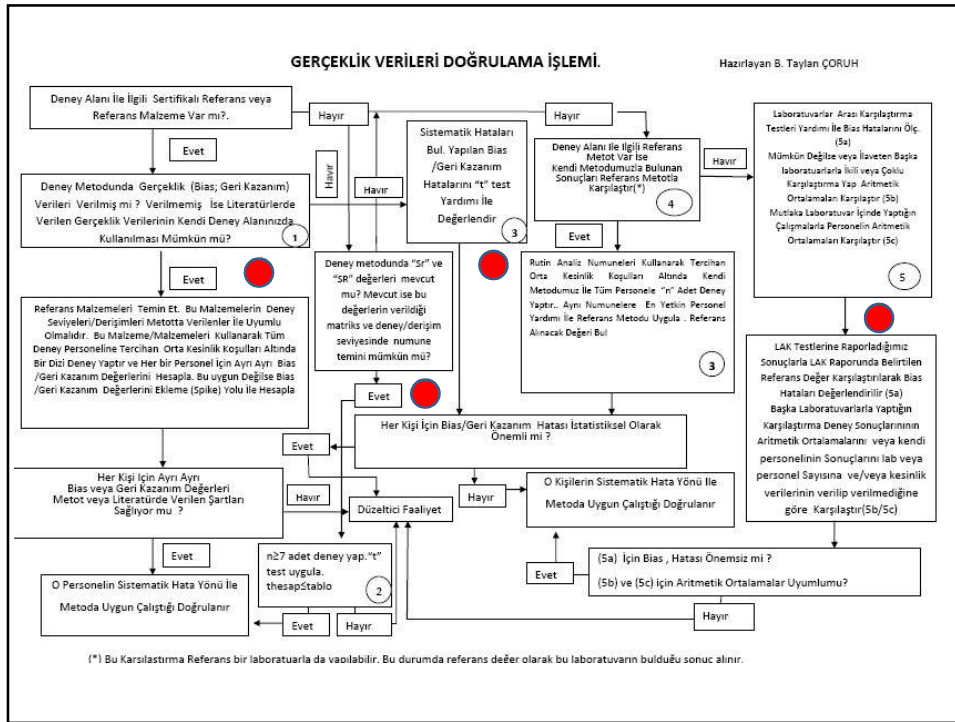 GERÇEKLİK VERİLERİ DOĞRULAMA İŞLEMİ.
Hazırlayan B. Taylan ÇORUH
Deney Alanı İle İlgili Sertifikalı Referans veya
Referans Malzeme Var mı?.
Hayır
Evet
Deney Metodunda Gerçeklik (Bias; Geri Kazanım)
Verileri Verilmiş mi ? Verilmemiş İse Literatürlerde
Verilen Gerçeklik Verilerinin Kendi Deney Alanınızda
Kullanılması Mümkün mü?
1
Hayır
Hayır
Sistematik Hataları
Bul. Yapılan Bias
/Geri Kazanım
Hatalarını "t" test
Yardımı İle
Değerlendir
3
Hayır
Deney Alanı İle İlgili Referans
Metot Var İse
Kendi Metodumuzla Bulunan
Sonuçları Referans Metotla
Karşılaştır(*)
4
Hayır
Laboratuvarlar Arası Karşılaştırma
Testleri Yardımı İle Bias Hatalarını Ölç.
(5a)
Mümkün Değilse veya İlaveten Başka
laboratuvarlarla İkili veya Çoklu
Karşılaştırma Yap Aritmetik
Ortalamaları Karşılaştır (5b)
Mutlaka Laboratuvar İçinde Yaptığın
Çalışmalarla Personelin Aritmetik
Ortalamaları Karşılaştır (5c)
5
Evet
Evet
Referans Malzemeleri Temin Et. Bu Malzemelerin Deney
Seviyeleri/Derişimleri Metotta Verilenler İle Uyumlu
Olmalıdır. Bu Malzeme/Malzemeleri Kullanarak Tüm
Deney Personeline Tercihan Orta Kesinlik Koşulları Altında
Bir Dizi Deney Yaptır ve Her bir Personel İçin Ayrı Ayrı Bias
/Geri Kazanım Değerlerini Hesapla. Bu uygun Değilse Bias
/Geri Kazanım Değerlerini Ekleme (Spike) Yolu İle Hesapla
Deney metodunda "Sr" ve
"SR" değerleri mevcut
mu? Mevcut ise bu
değerlerin verildiği
matriks ve deney/derişim
seviyesinde numune
temini mümkün mü?
Evet
Rutin Analiz Numuneleri Kullanarak Tercihan
Orta Kesinlik Koşulları Altında Kendi
Metodumuz İle Tüm Personele "n" Adet Deney
Yaptır.. Aynı Numunelere En Yetkin Personel
Yardımı İle Referans Metodu Uygula . Referans
Alınacak Değeri Bul
3
LAK Testlerine Raporladığımız
Sonuçlarla LAK Raporunda Belirtilen
Referans Değer Karşılaştırılarak Bias
Hataları Değerlendirilir (5a)
Başka Laboratuvarlarla Yaptığın
Karşılaştırma Deney Sonuçlarınının
Aritmetik Ortalamalarını veya kendi
personelinin Sonuçlarını lab veya
personel Sayısına ve/veya kesinlik
verilerinin verilip verilmediğine
göre Karşılaştır(5b/5c)
Her Kişi İçin Bias/Geri Kazanım Hatası İstatistiksel Olarak
Önemli mi ?
Evet
Her Kişi İçin Ayrı Ayrı
Bias veya Geri Kazanım Değerleri
Metot veya Literatürde Verilen Şartları
Sağlıyor mu ?
Hayır
Düzeltici Faaliyet
Hayır
O Kişilerin Sistematik Hata Yönü İle
Metoda Uygun Çalıştığı Doğrulanır
Evet
O Personelin Sistematik Hata Yönü İle
Metoda Uygun Çalıştığı Doğrulanır
n≥7 adet deney yap."t"
test uygula.
thesap≤tablo
2
Evet
Hayır
Evet
(5a) İçin Bias , Hatası Önemsiz mi ?
(5b) ve (5c) için Aritmetik Ortalamalar Uyumlumu?
Hayır
(*) Bu Karşılaştırma Referans bir laboratuarla da yapılabilir. Bu durumda referans değer olarak bu laboratuvarın bulduğu sonuç alınır.